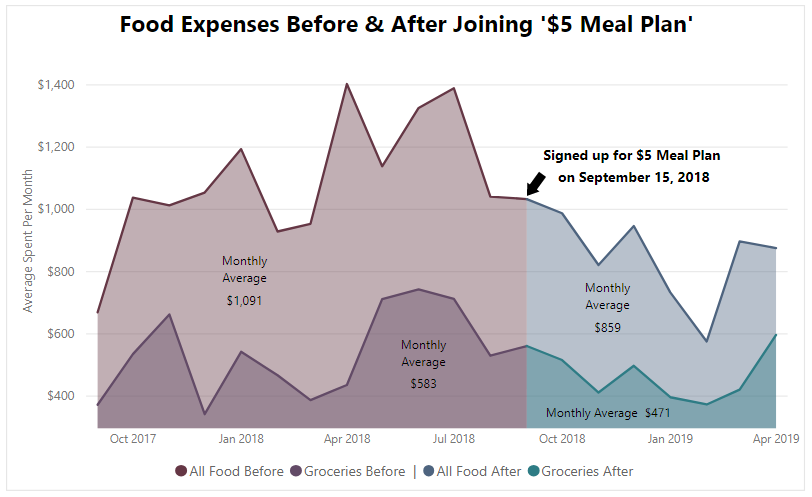 Food Expenses Before & After Joining '$5 Meal Plan'
Average Spent Per Month
$1,400
$1,200
$1,000
$800
$600
$400
Signed up for $5 Meal Plan
on September 15, 2018
Monthly
Average
$1,091
Monthly
Average
$859
Monthly
Average
$583
Monthly Average $471
Oct 2017 Jan 2018 Apr 2018 Jul 2018 Oct 2018 Jan 2019 Apr 2019
All Food Before Groceries Before | All Food After Groceries After